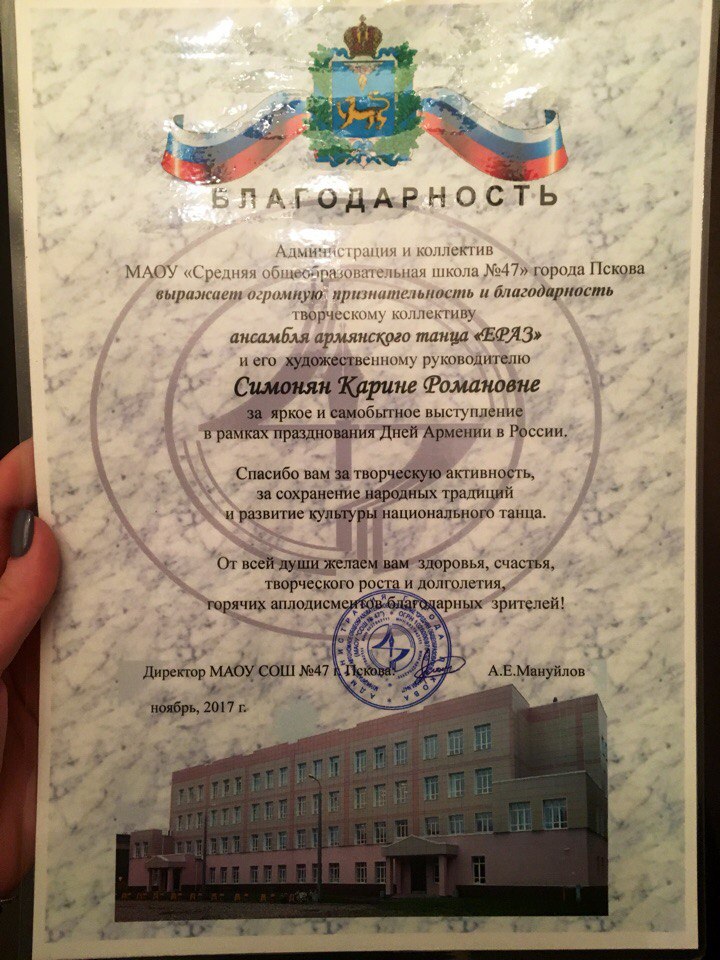 БЛАГОДАРНОСТЬ
Администрация и коллектив
МАОУ «Средняя общеобразовательная школа №47» города Пскова
выражает огромную признательность и благодарность
творческому коллективу
ансамбля армянского танца «ЕРАЗ»
и его художественному руководителю
Симонян Карине Романовне
за яркое и самобытное выступление
в рамках празднования Дней Армении в России.
Спасибо вам за творческую активность,
за сохранение народных традиций
и развитие культуры национального танца.
От всей души желаем вам здоровья, счастья,
творческого роста и долголетия,
горячих аплодисментов благодарных зрителей!
Директор МАОУ СОШ №47 г. Пскова: А.Е.Мануйлов
ноябрь, 2017 г.